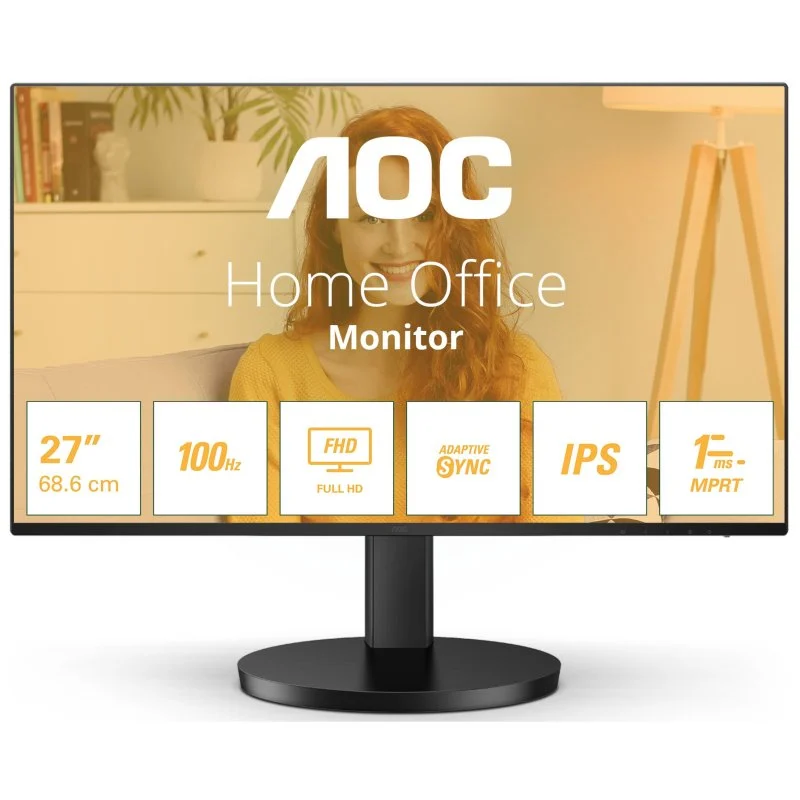 AOC
Home Office
Monitor
27”
68.6 cm
100Hz
FHD
FULL HD
ADAPTIVE
SYNC
IPS
1ms-
MPRT